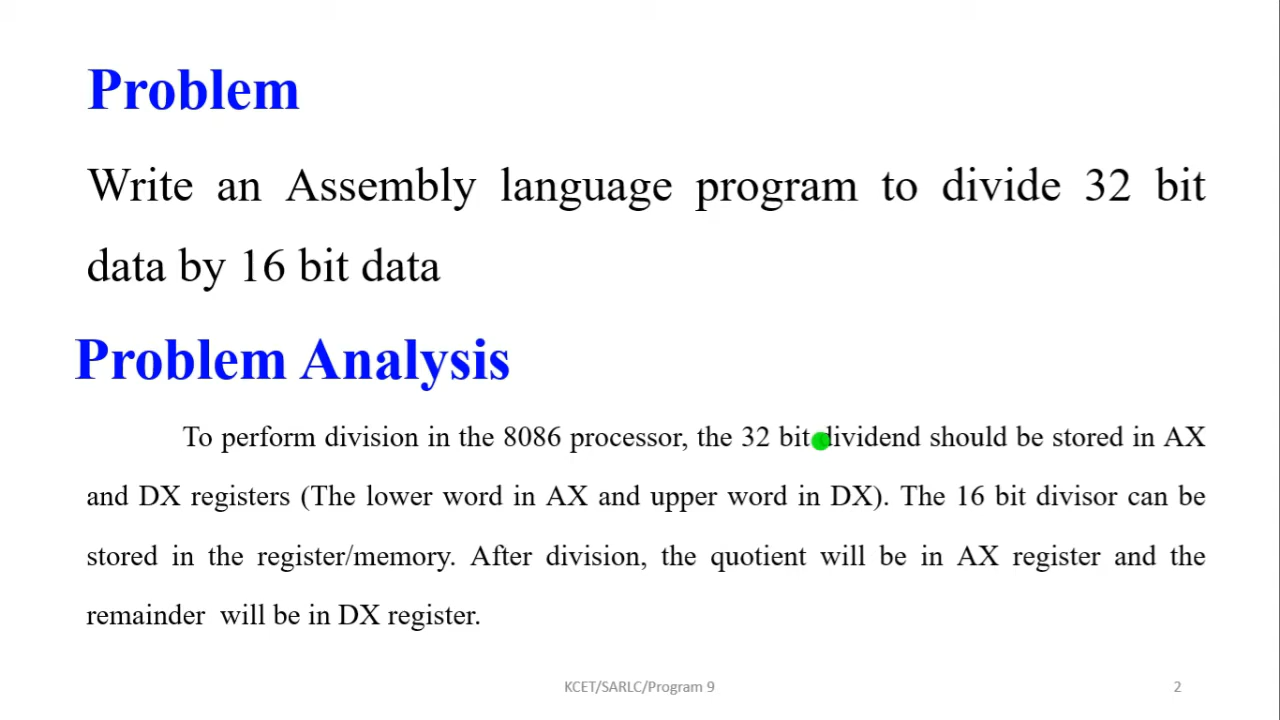 Problem
Write an Assembly language program to divide 32 bit
data by 16 bit data
Problem Analysis
To perform division in the 8086 processor, the 32 bit dividend should be stored in AX
and DX registers (The lower word in AX and upper word in DX). The 16 bit divisor can be
stored in the register/memory. After division, the quotient will be in AX register and the
remainder will be in DX register.
KCET/SARLC/Program 9
2